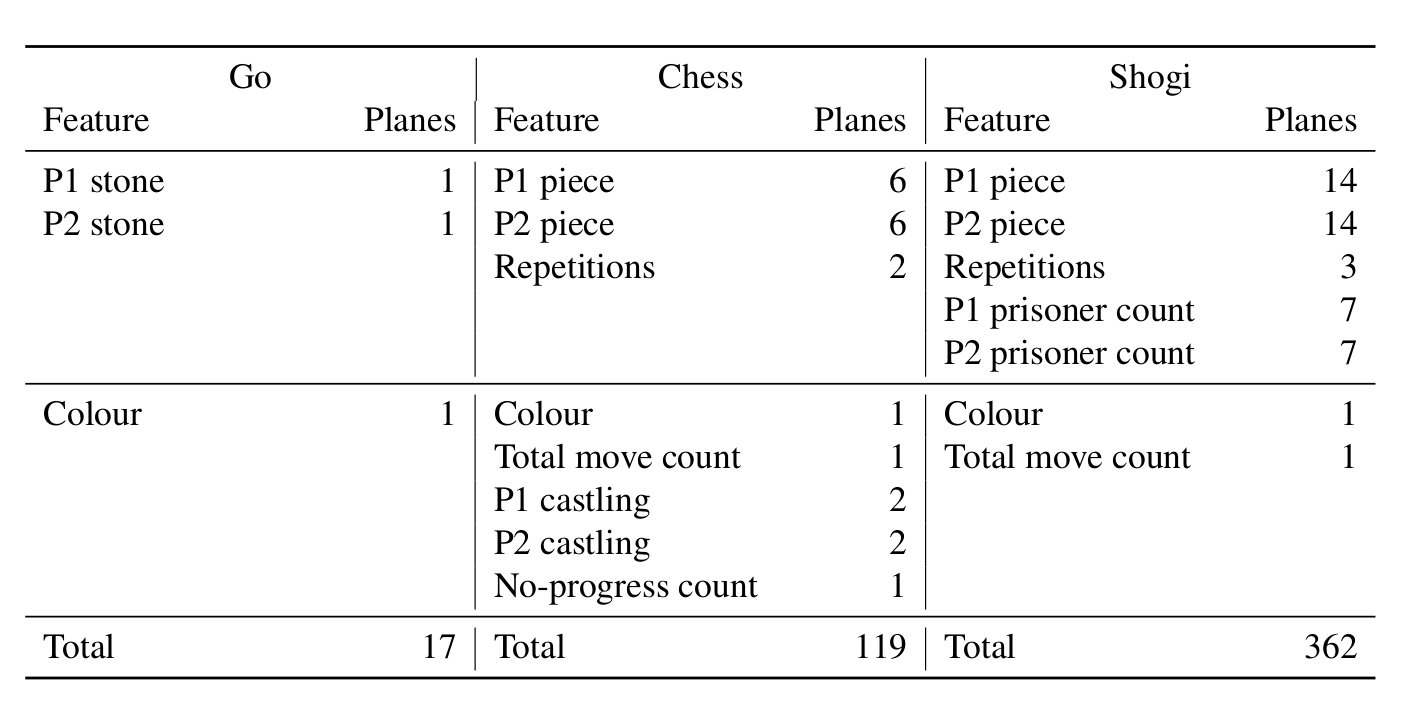 Go Chess Shogi
Feature Planes Feature Planes Feature Planes
P1 stone 1 P1 piece 6 P1 piece 14
P2 stone 1 P2 piece 6 P2 piece 14
Repetitions 2 Repetitions 3
P1 prisoner count 7
P2 prisoner count 7
Colour 1 Colour 1 Colour 1
Total move count 1 Total move count 1
P1 castling 2
P2 castling 2
No-progress count 1
Total 17 Total 119 Total 362